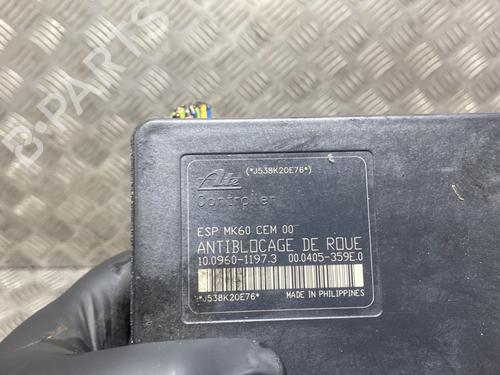 (*J538K20E76*)
Ate
Controller
ESP MK60 CEM 00
ANTIBLOCAGE DE ROUE
10.0960-1197.3 00.0405-359E.0
*J538K20E76* MADE IN PHILIPPINES